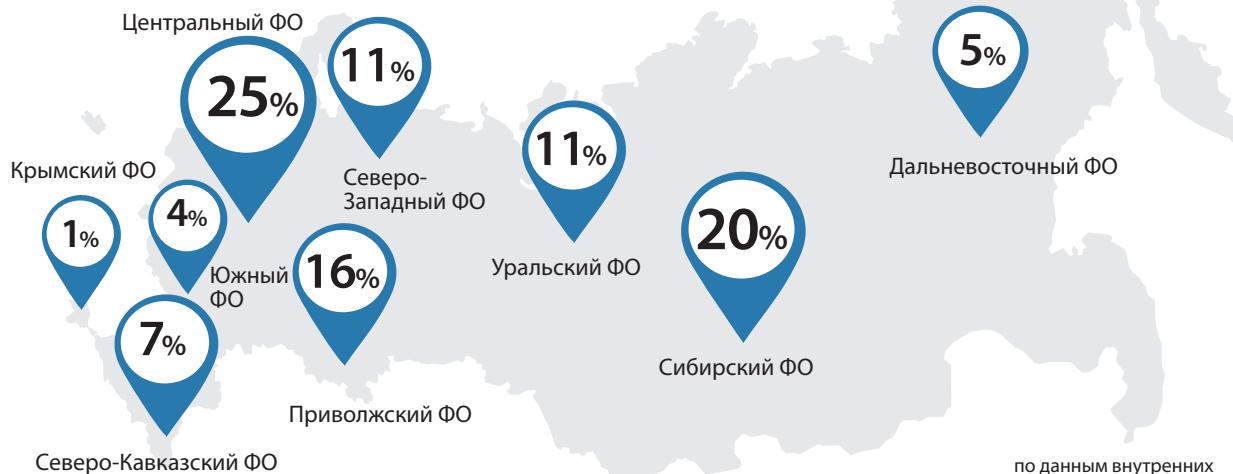 Центральный ФО
25%
11%
Северо-
Западный ФО
5%
Дальневосточный ФО
Крымский ФО
1%
4%
Южный
ФО
11%
Уральский ФО
20%
Сибирский ФО
16%
Приволжский ФО
7%
Северо-Кавказский ФО
по данным внутренних